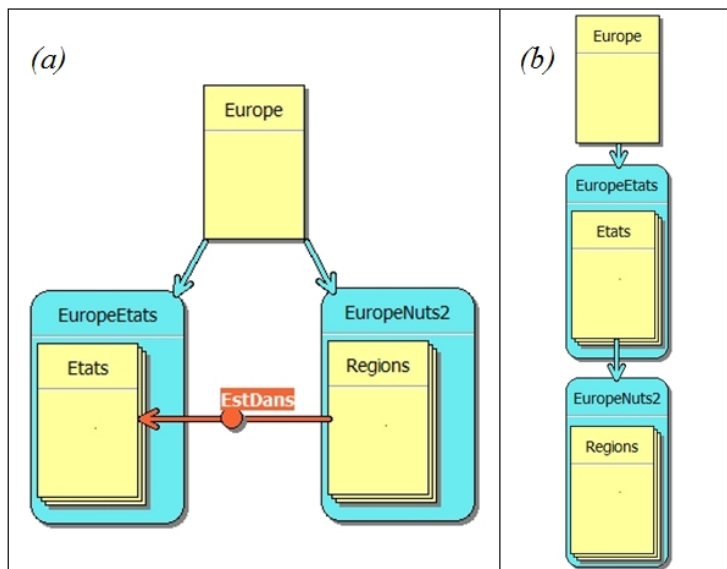 (a)
Europe
EuropeEtats
Etats
EstDans
EuropeNuts2
Regions
(b)
Europe
EuropeEtats
Etats
EuropeNuts2
Regions